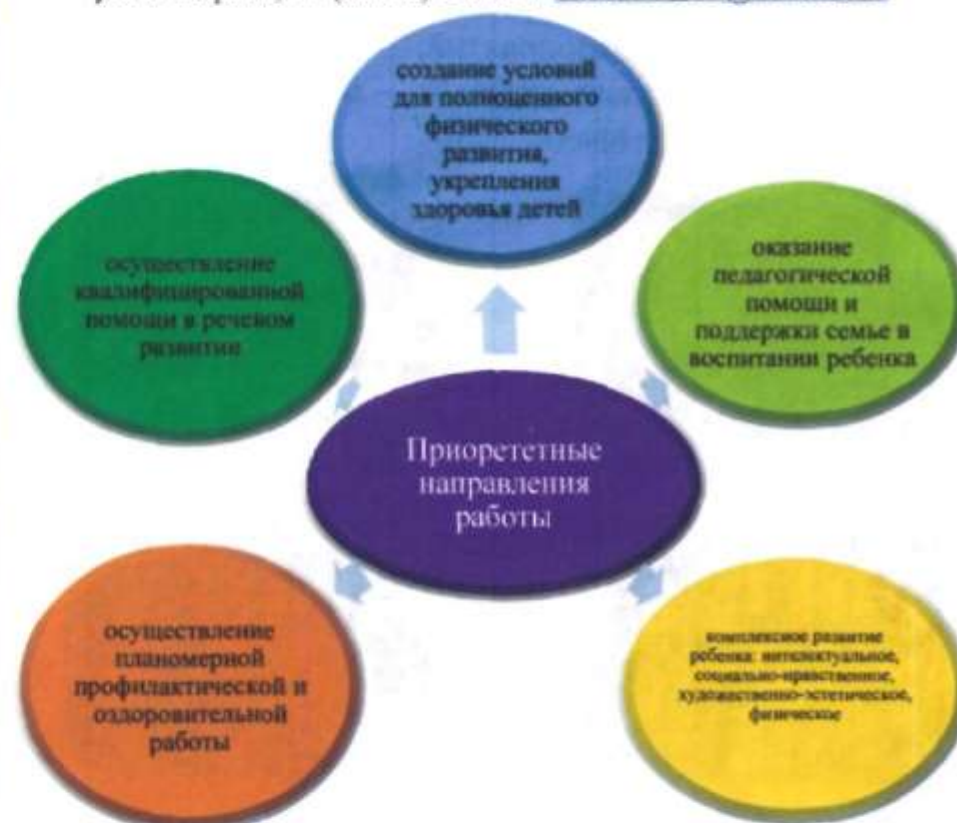 создание условий
для полноценного
физического
развития,
укрепления
здоровья детей
осуществление
квалифицированной
помощи в речевом
развитии
оказание
педагогической
помощи и
поддержки семье в
воспитании ребенка
Приорететные
направления
работы
осуществление
планомерной
профилактической и
оздоровительной
работы
комплексное развитие
ребенка: интелектуальное,
социально-нравственное,
художественно-эстетическое,
физическое